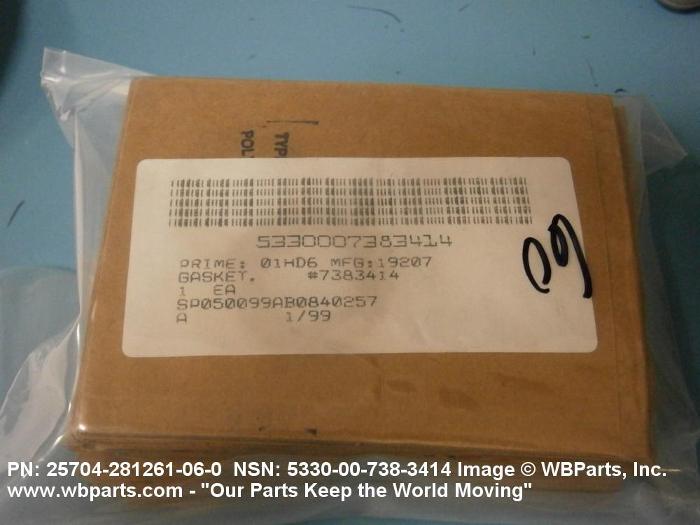 TYP
POL
5330007383414
PRIME: 01HD6 MFG:19207
GASKET. #7383414
1 EA
SP050099AB0840257
A 1/99
PN: 25704-281261-06-0 NSN: 5330-00-738-3414 Image © WBParts, Inc.
www.wbparts.com - "Our Parts Keep the World Moving"